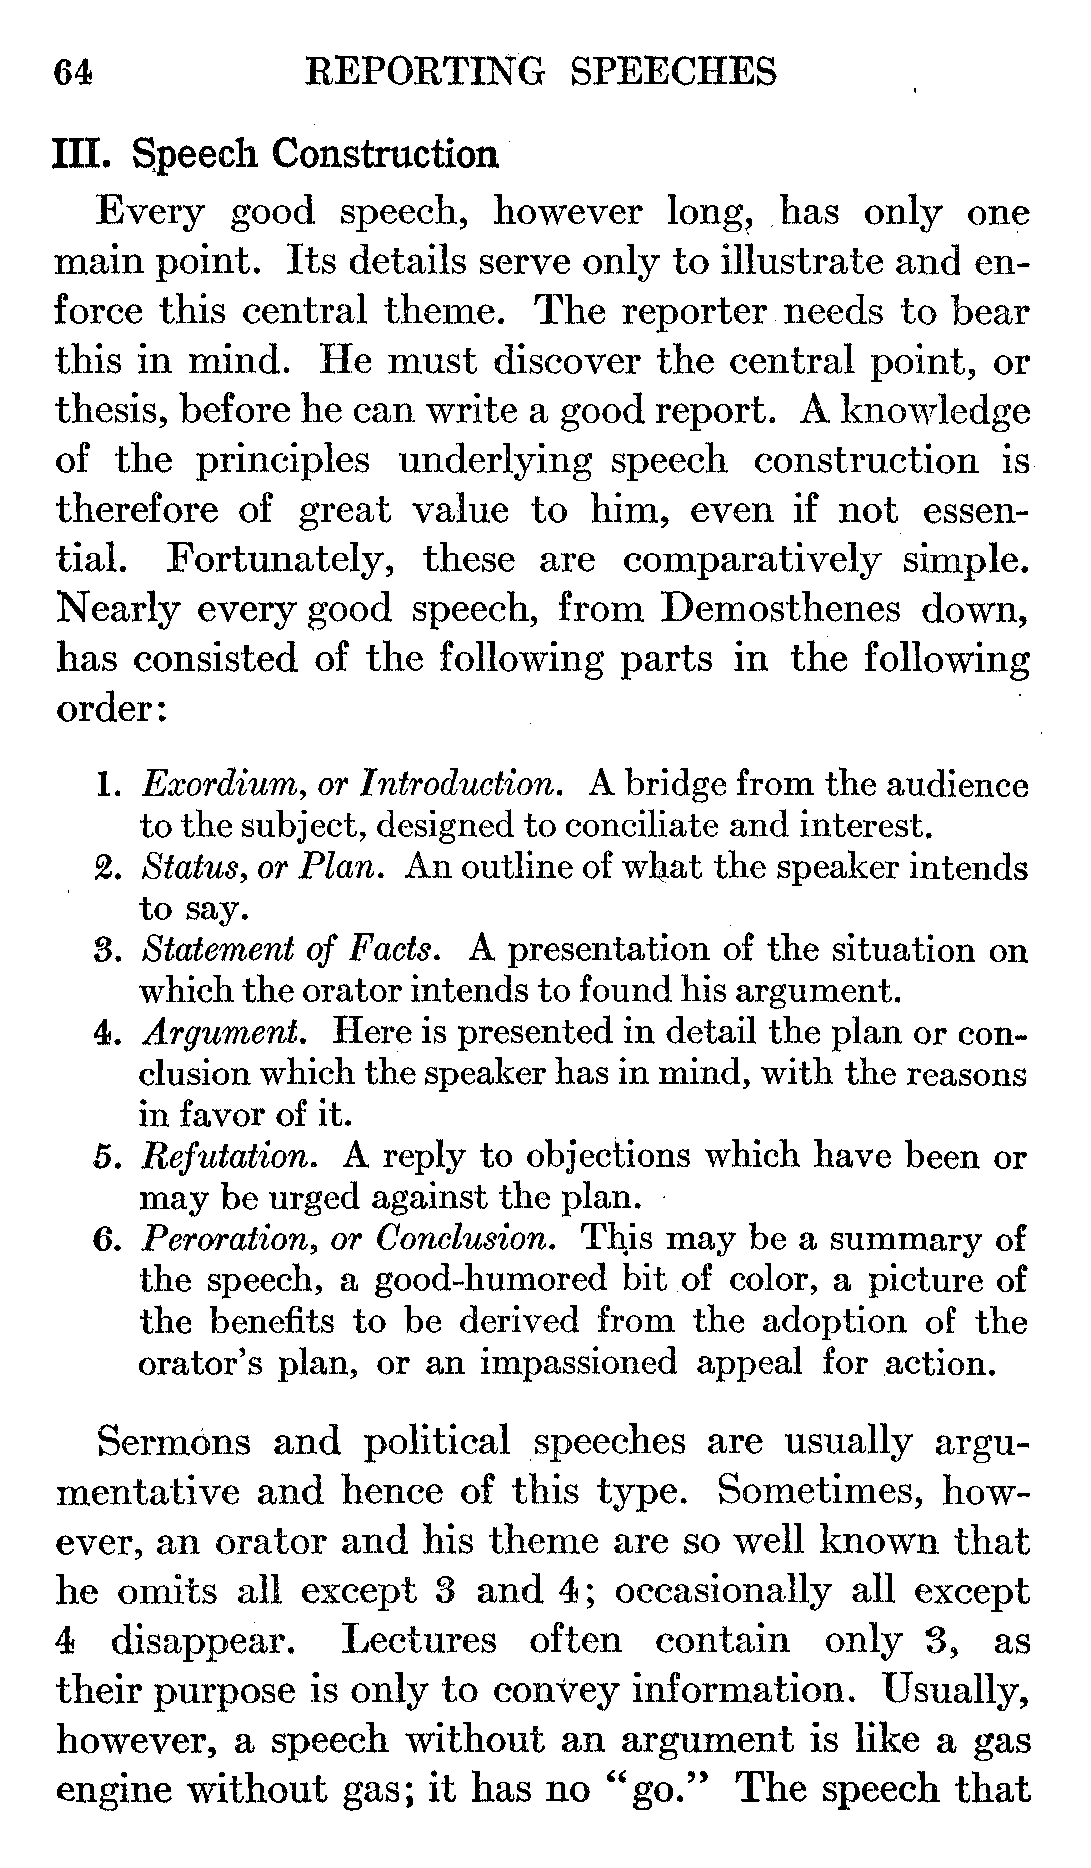 64 REPORTING SPEECHES
III. Speech Construction
Every good speech, however long, has only one
main point. Its details serve only to illustrate and en-
force this central theme. The reporter needs to bear
this in mind. He must discover the central point, or
thesis, before he can write a good report. A knowledge
of the principles underlying speech construction is
therefore of great value to him, even if not essen-
tial. Fortunately, these are comparatively simple.
Nearly every good speech, from Demosthenes down,
has consisted of the following parts in the following
order:
1. Exordium, or Introduction. A bridge from the audience
to the subject, designed to conciliate and interest.
2. Status, or Plan. An outline of what the speaker intends
to say.
3. Statement of Facts. A presentation of the situation on
which the orator intends to found his argument.
4. Argument. Here is presented in detail the plan or con-
clusion which the speaker has in mind, with the reasons
in favor of it.
5. Refutation. A reply to objections which have been or
may be urged against the plan.
6. Peroration, or Conclusion. This may be a summary of
the speech, a good-humored bit of color, a picture of
the benefits to be derived from the adoption of the
orator's plan, or an impassioned appeal for action.
Sermons and political speeches are usually argu-
mentative and hence of this type. Sometimes, how-
ever, an orator and his theme are so well known that
he omits all except 3 and 4; occasionally all except
4 disappear. Lectures often contain only 3, as
their purpose is only to convey information. Usually,
however, a speech without an argument is like a gas
engine without gas; it has no "go." The speech that